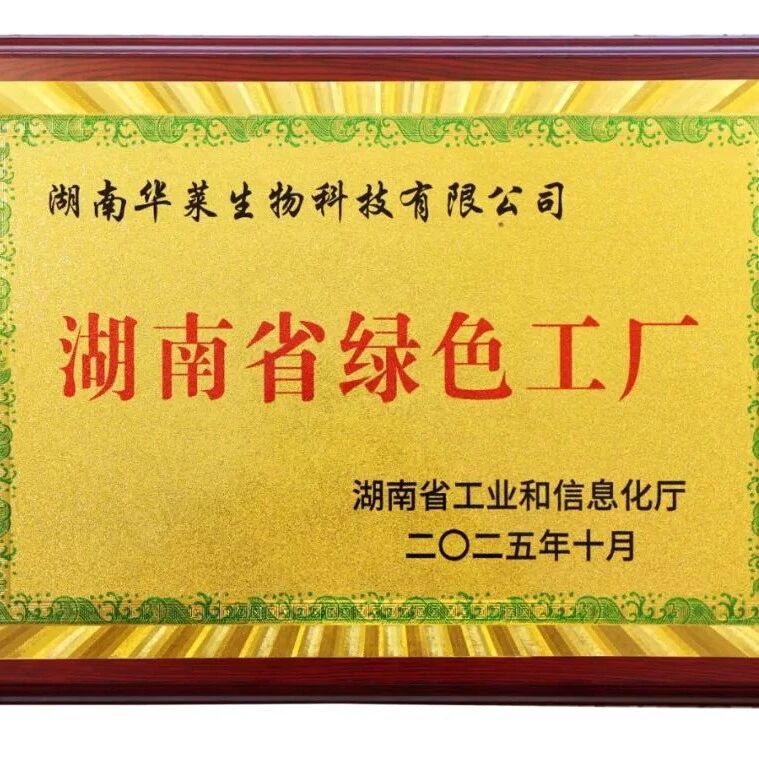 湖南华莱生物科技有限公司
湖南省绿色工厂
湖南省工业和信息化厅
二〇二五年十月